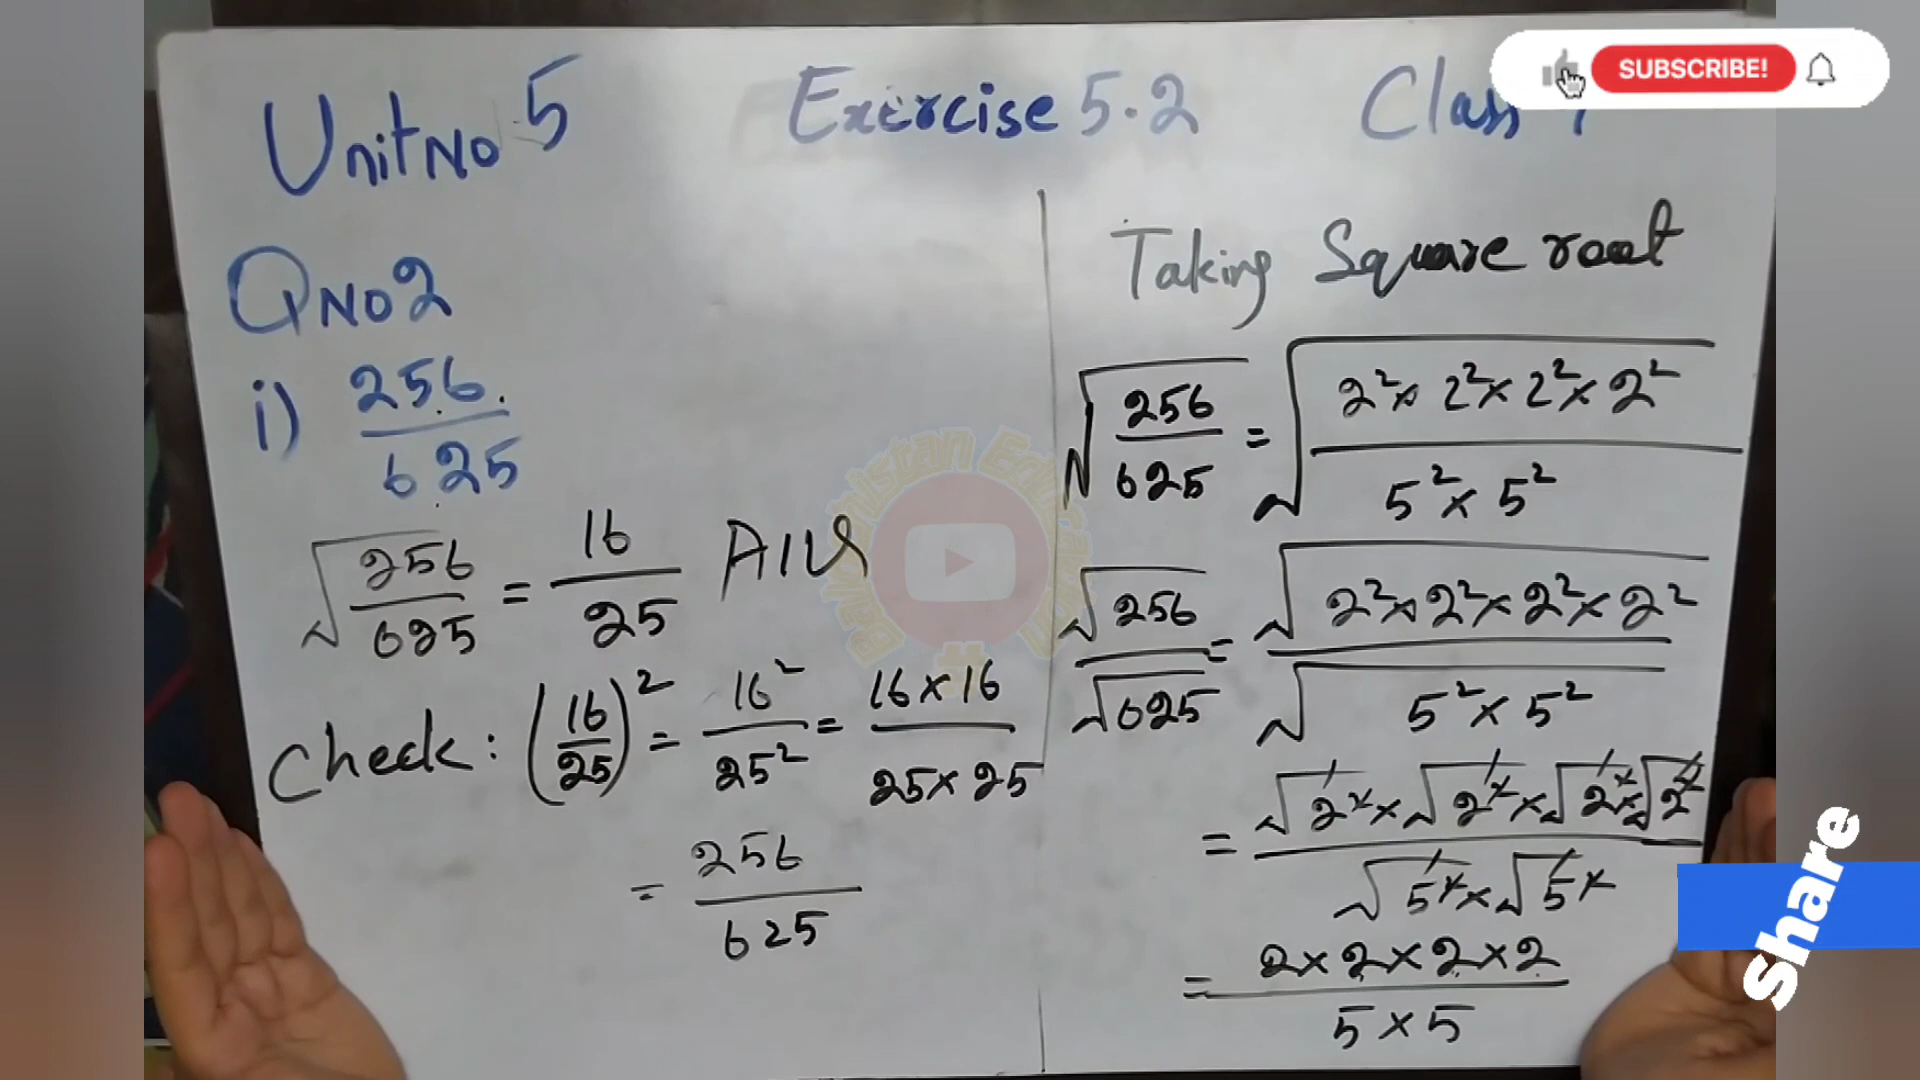 Unit No 5 Exercise 5.2 Class
SUBSCRIBE!
Q No 2
i) 256/625
√(256/625) = 16/25 Ans
Check: (16/25)² = 16²/25² = 16×16/25×25
= 256/625
Taking Square root
√(256/625) = √(2²×2²×2²×2²/5²×5²)
√256/√625 = √(2²×2²×2²×2²)/√(5²×5²)
= √2²×√2²×√2²×√2²/√5²×√5²
= 2×2×2×2/5×5
Share